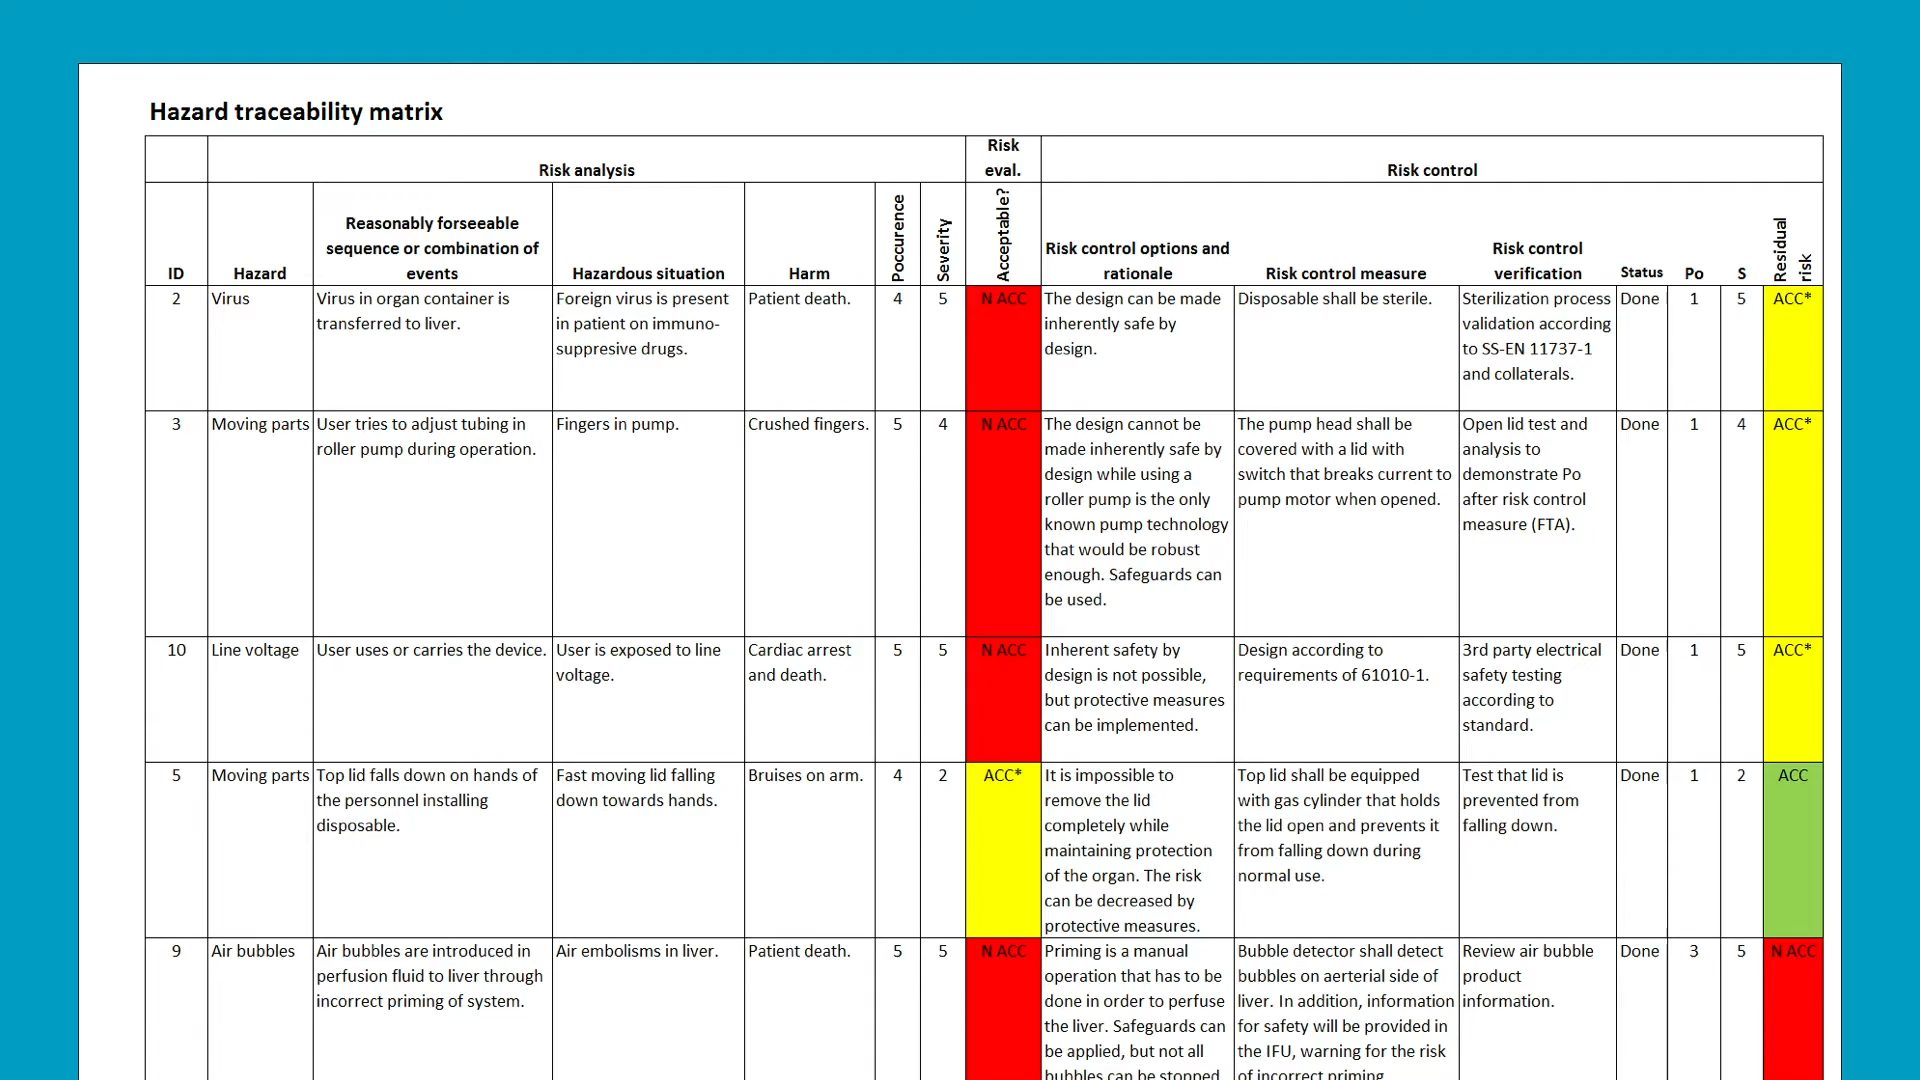 Hazard traceability matrix
Risk analysis
Risk
eval.
Risk control
ID
Hazard
Reasonably forseeable
sequence or combination of
events
Hazardous situation
Harm
Poccurence
Severity
Acceptable?
Risk control options and
rationale
Risk control measure
Risk control
verification
Status
Po
S
Residual
risk
2
Virus
Virus in organ container is
transferred to liver.
Foreign virus is present
in patient on immuno-
suppresive drugs.
Patient death.
4
5
N ACC
The design can be made
inherently safe by
design.
Disposable shall be sterile.
Sterilization process
validation according
to SS-EN 11737-1
and collaterals.
Done
1
5
ACC*
3
Moving parts
User tries to adjust tubing in
roller pump during operation.
Fingers in pump.
Crushed fingers.
5
4
N ACC
The design cannot be
made inherently safe by
design while using a
roller pump is the only
known pump technology
that would be robust
enough. Safeguards can
be used.
The pump head shall be
covered with a lid with
switch that breaks current to
pump motor when opened.
Open lid test and
analysis to
demonstrate Po
after risk control
measure (FTA).
Done
1
4
ACC*
10
Line voltage
User uses or carries the device.
User is exposed to line
voltage.
Cardiac arrest
and death.
5
5
N ACC
Inherent safety by
design is not possible,
but protective measures
can be implemented.
Design according to
requirements of 61010-1.
3rd party electrical
safety testing
according to
standard.
Done
1
5
ACC*
5
Moving parts
Top lid falls down on hands of
the personnel installing
disposable.
Fast moving lid falling
down towards hands.
Bruises on arm.
4
2
ACC*
It is impossible to
remove the lid
completely while
maintaining protection
of the organ. The risk
can be decreased by
protective measures.
Top lid shall be equipped
with gas cylinder that holds
the lid open and prevents it
from falling down during
normal use.
Test that lid is
prevented from
falling down.
Done
1
2
ACC
9
Air bubbles
Air bubbles are introduced in
perfusion fluid to liver through
incorrect priming of system.
Air embolisms in liver.
Patient death.
5
5
N ACC
Priming is a manual
operation that has to be
done in order to perfuse
the liver. Safeguards can
be applied, but not all
bubbles can be stopped
Bubble detector shall detect
bubbles on aerterial side of
liver. In addition, information
for safety will be provided in
the IFU, warning for the risk
of incorrect priming
Review air bubble
product
information.
Done
3
5
N ACC